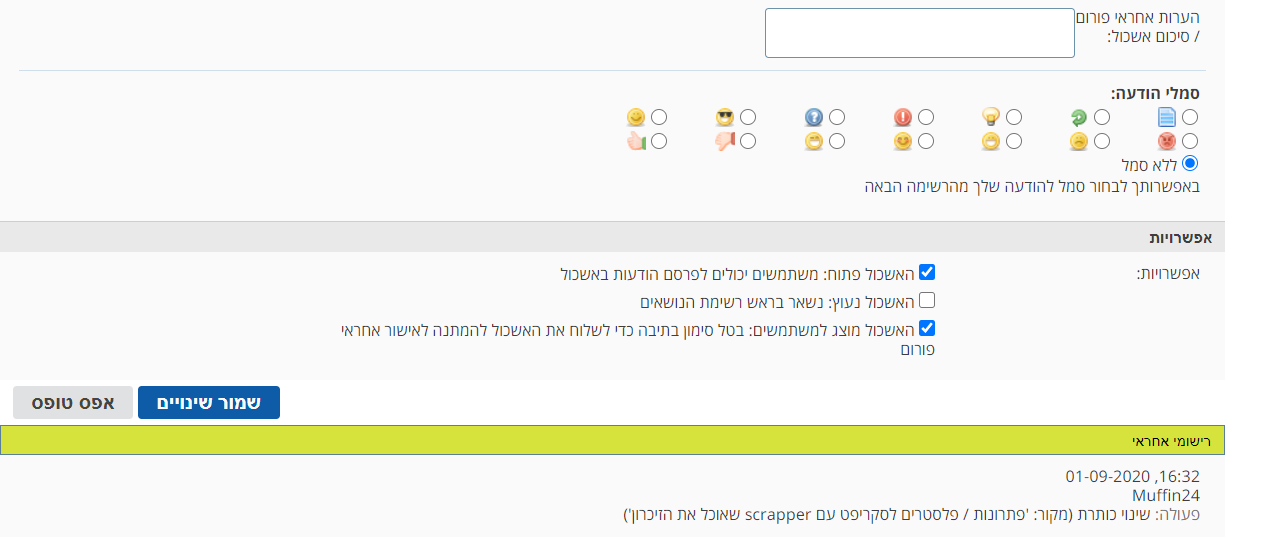 הערות אחראי פורום
/ סיכום אשכול:
סמלי הודעה:
ללא סמל
באפשרותך לבחור סמל להודעה שלך מהרשימה הבאה
אפשרויות
אפשרויות:
האשכול פתוח: משתמשים יכולים לפרסם הודעות באשכול
האשכול נעוץ: נשאר בראש רשימת הנושאים
האשכול מוצג למשתמשים: בטל סימון בתיבה כדי לשלוח את האשכול להמתנה לאישור אחראי
פורום
שמור שינויים אפס טופס
רישומי אחראי
16:32, 01-09-2020
Muffin24
פעולה: שינוי כותרת (מקור: 'פתרונות / פלסטרים לסקריפט עם scrapper שאוכל את הזיכרון')